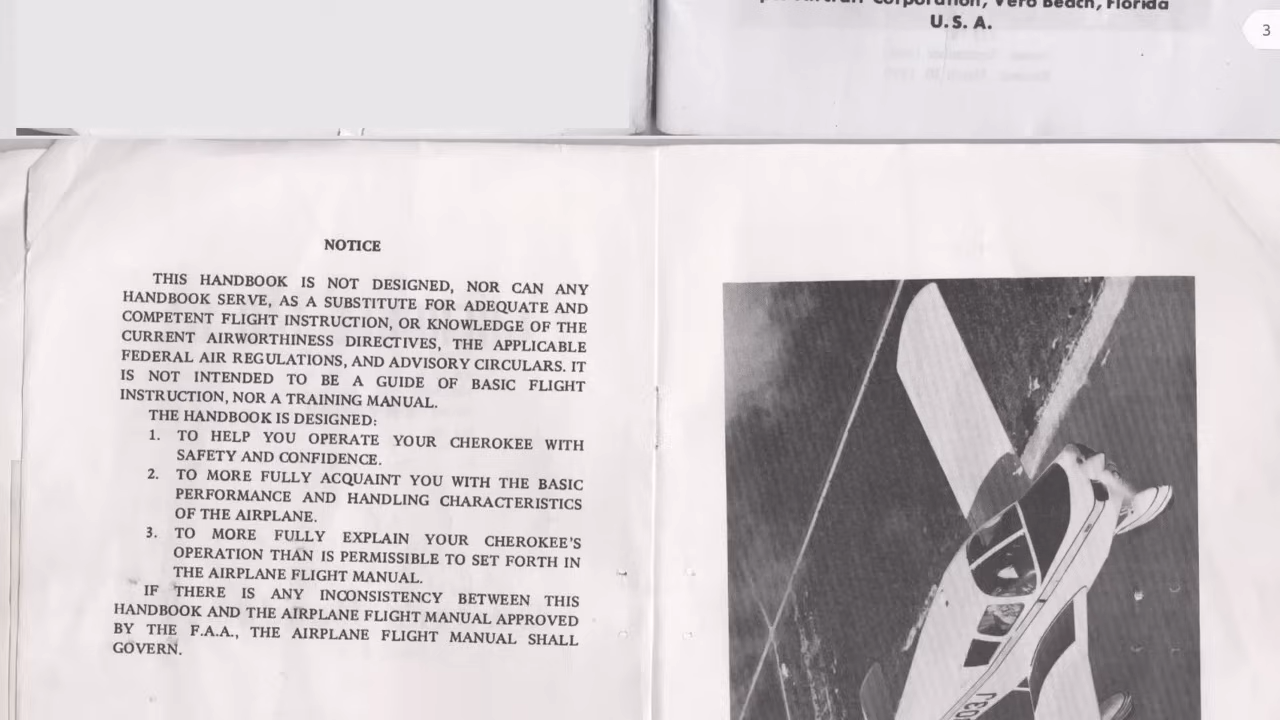 Corporation, Vero Beach, Florida
U. S. A.
3
NOTICE
THIS HANDBOOK IS NOT DESIGNED, NOR CAN ANY
HANDBOOK SERVE, AS A SUBSTITUTE FOR ADEQUATE AND
COMPETENT FLIGHT INSTRUCTION, OR KNOWLEDGE OF THE
CURRENT AIRWORTHINESS DIRECTIVES, THE APPLICABLE
FEDERAL AIR REGULATIONS, AND ADVISORY CIRCULARS. IT
IS NOT INTENDED TO BE A GUIDE OF BASIC FLIGHT
INSTRUCTION, NOR A TRAINING MANUAL.
THE HANDBOOK IS DESIGNED:
1. TO HELP YOU OPERATE YOUR CHEROKEE WITH
SAFETY AND CONFIDENCE.
2. TO MORE FULLY ACQUAINT YOU WITH THE BASIC
PERFORMANCE AND HANDLING CHARACTERISTICS
OF THE AIRPLANE.
3. TO MORE FULLY EXPLAIN YOUR CHEROKEE'S
OPERATION THAN IS PERMISSIBLE TO SET FORTH IN
THE AIRPLANE FLIGHT MANUAL.
IF THERE IS ANY INCONSISTENCY BETWEEN THIS
HANDBOOK AND THE AIRPLANE FLIGHT MANUAL APPROVED
BY THE F.A.A., THE AIRPLANE FLIGHT MANUAL SHALL
GOVERN.